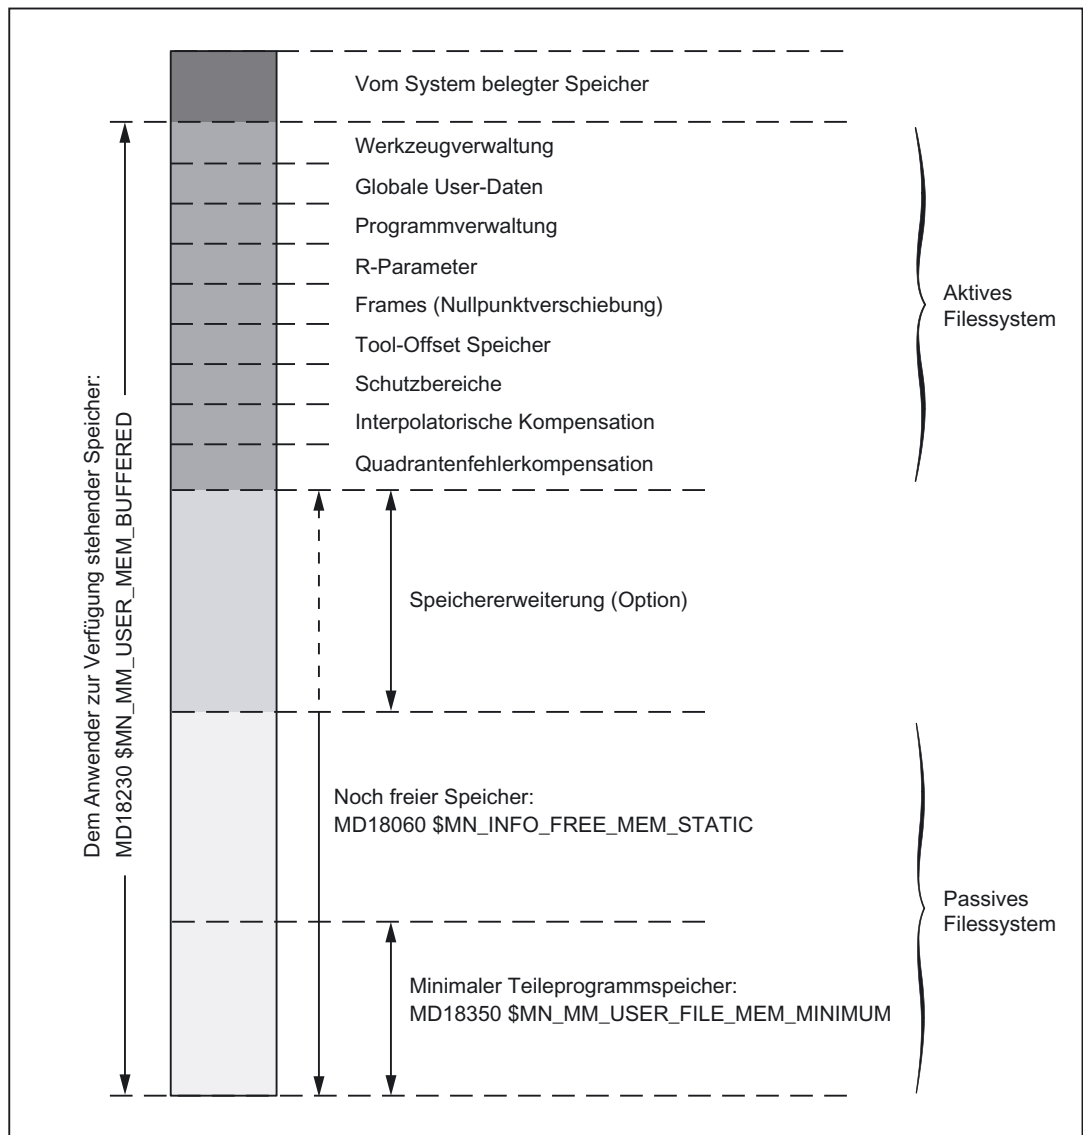 Vom System belegter Speicher
Werkzeugverwaltung
Globale User-Daten
Programmverwaltung
R-Parameter
Frames (Nullpunktverschiebung)
Tool-Offset Speicher
Schutzbereiche
Interpolatorische Kompensation
Quadrantenfehlerkompensation
Aktives
Filessystem
Dem Anwender zur Verfügung stehender Speicher:
MD18230 $MN_MM_USER_MEM_BUFFERED
Speichererweiterung (Option)
Noch freier Speicher:
MD18060 $MN_INFO_FREE_MEM_STATIC
Passives
Filessystem
Minimaler Teileprogrammspeicher:
MD18350 $MN_MM_USER_FILE_MEM_MINIMUM